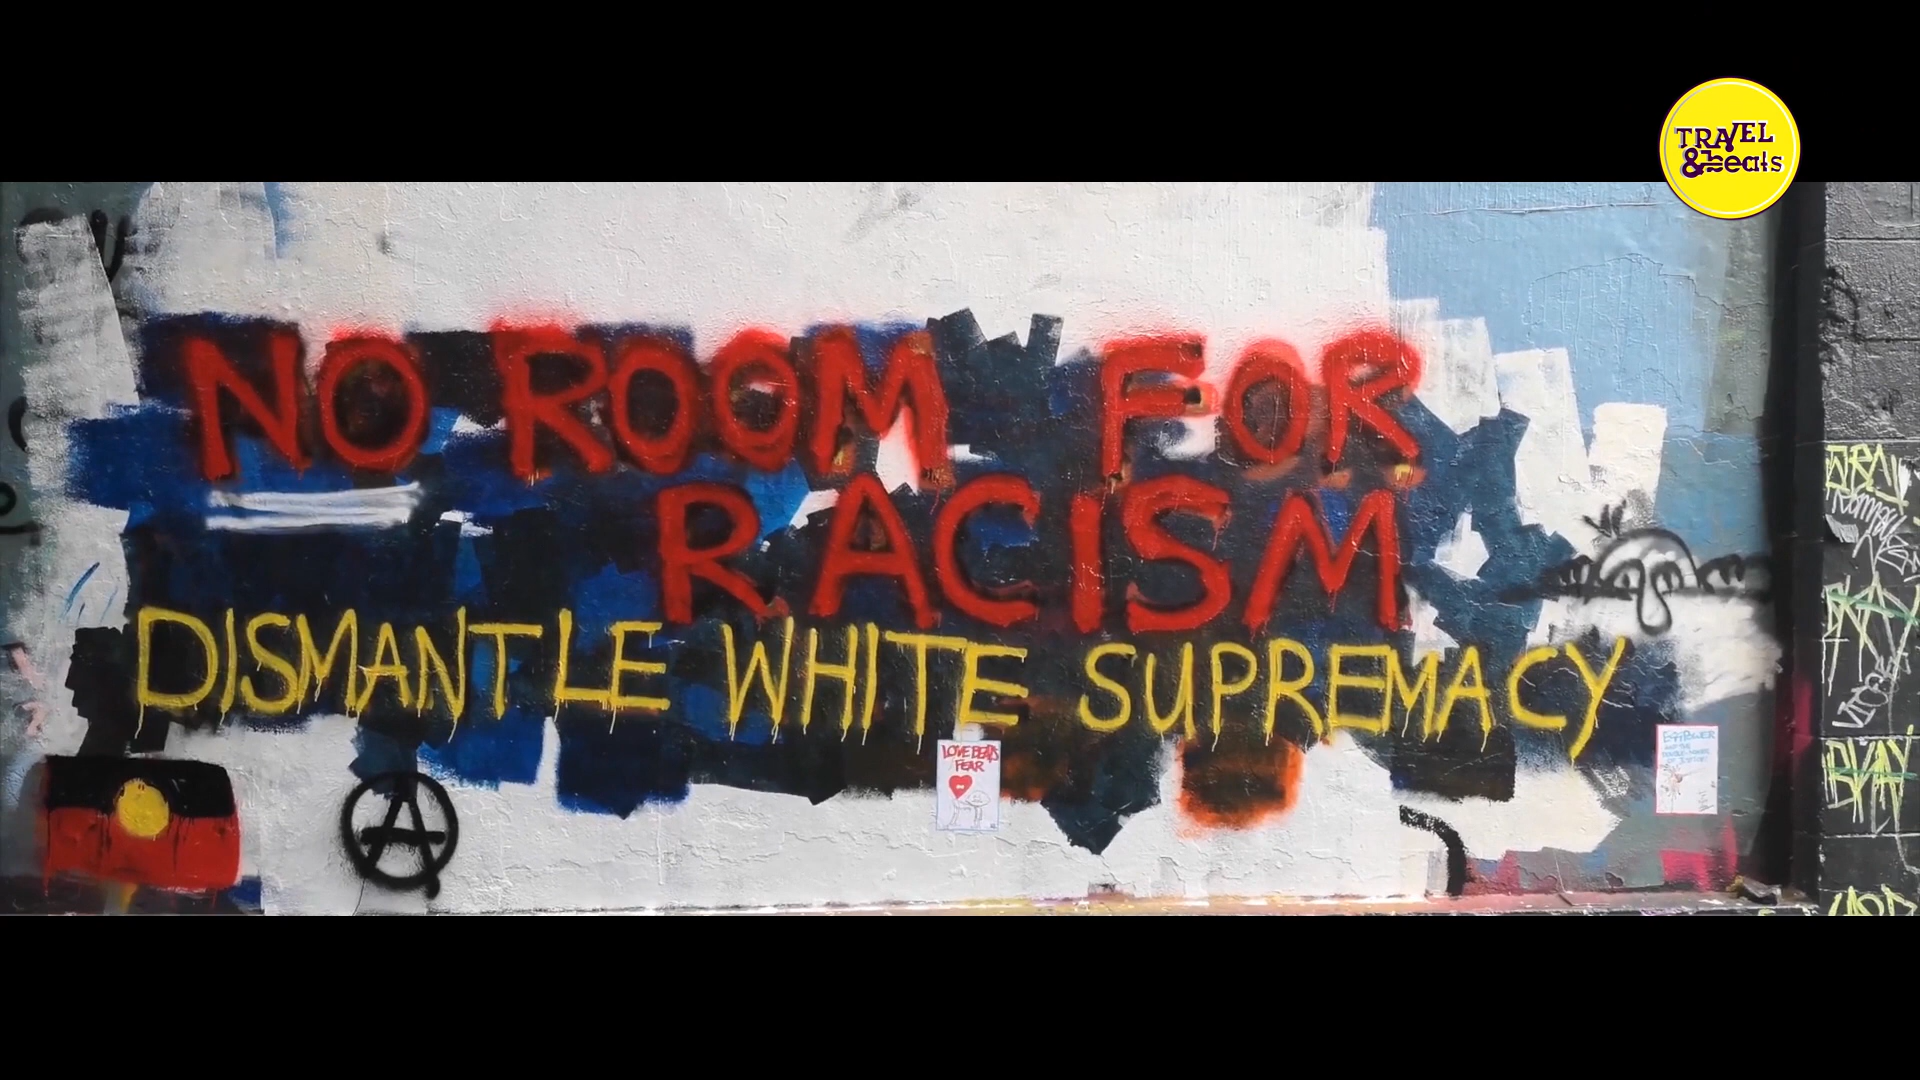 TRAVEL
&beats
NO ROOM FOR
RACISM
DISMANTLE WHITE SUPREMACY
LOVE BEATS
FEAR